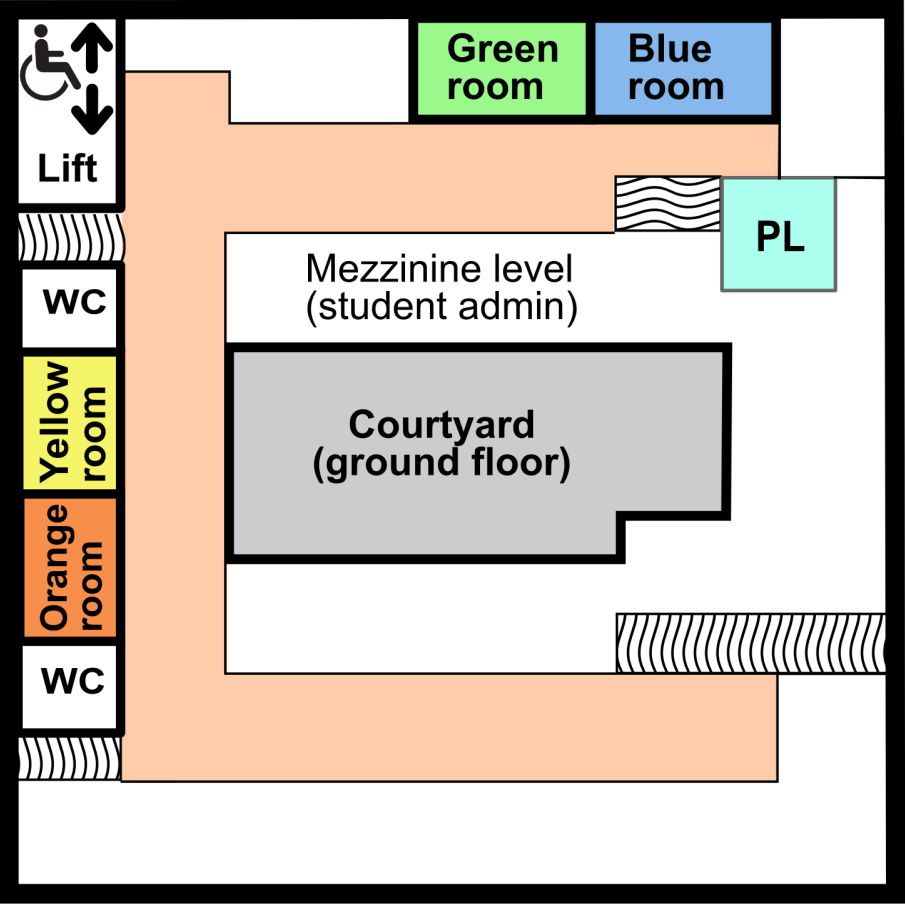 Green
room
Blue
room
Lift
PL
Mezzinine level
(student admin)
WC
Yellow
room
Courtyard
(ground floor)
Orange
room
WC